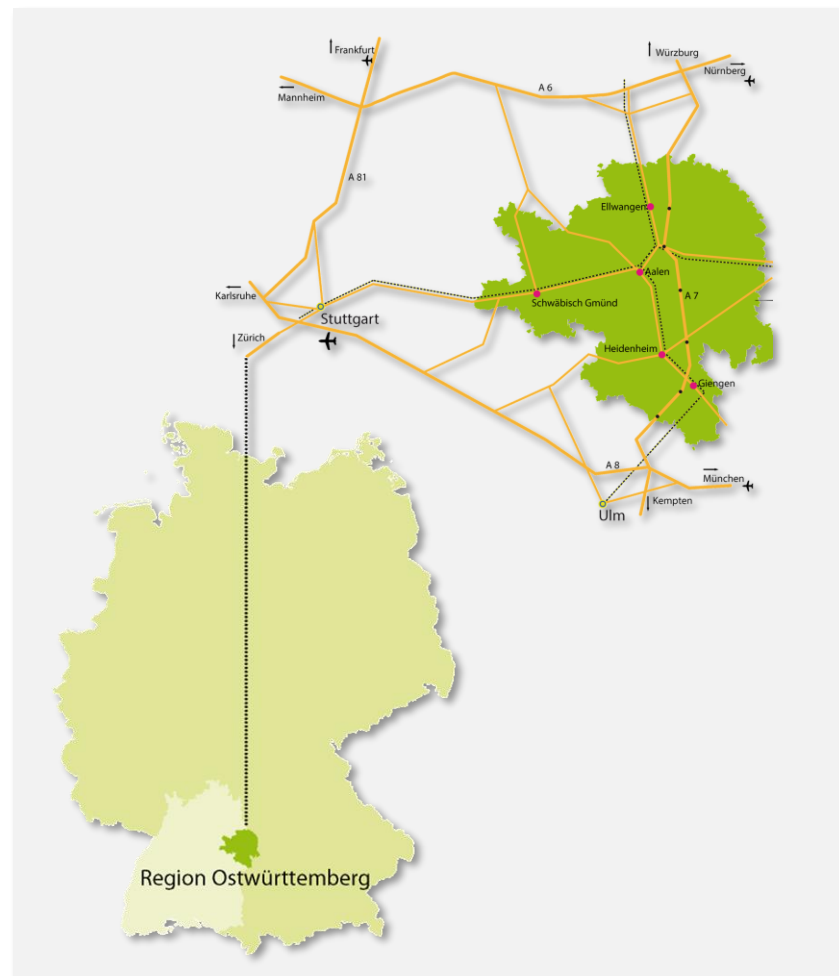 Frankfurt
Würzburg
Nürnberg
Mannheim
A 6
A 81
Ellwangen
Aalen
Karlsruhe
Schwäbisch Gmünd
A 7
Stuttgart
Zürich
Heidenheim
Giengen
A 8
München
Kempten
Ulm
Region Ostwürttemberg